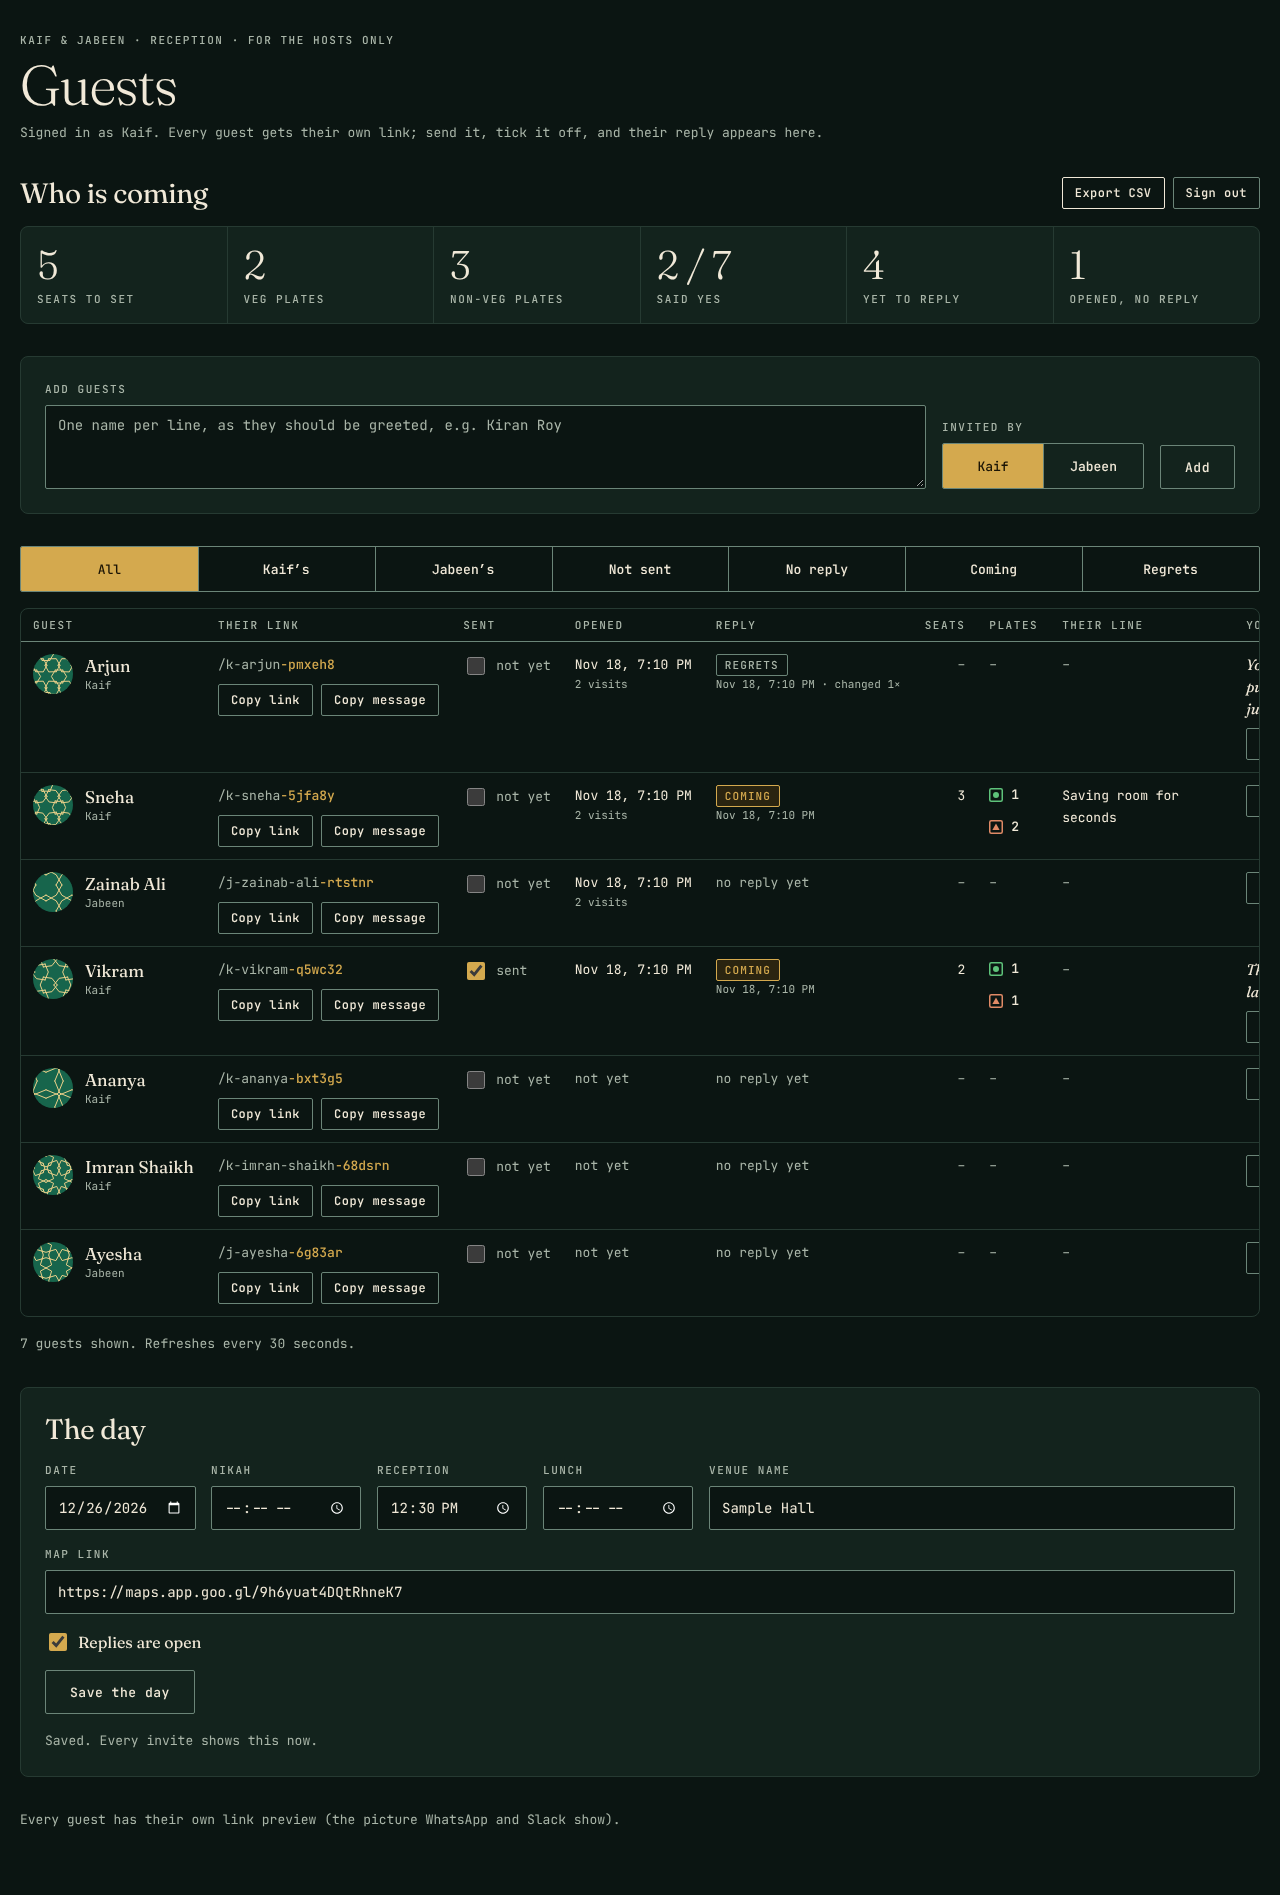 KAIF & JABEEN · RECEPTION · FOR THE HOSTS ONLY
Guests
Signed in as Kaif. Every guest gets their own link; send it, tick it off, and their reply appears here.
Who is coming
Export CSV Sign out
5 2 3 2/7 4 1
SEATS TO SET VEG PLATES NON-VEG PLATES SAID YES YET TO REPLY OPENED, NO REPLY
ADD GUESTS
One name per line, as they should be greeted, e.g. Kiran Roy
INVITED BY
Kaif Jabeen Add
All Kaif’s Jabeen’s Not sent No reply Coming Regrets
GUEST THEIR LINK SENT OPENED REPLY SEATS PLATES THEIR LINE
Arjun /k-arjun-pmxeh8 not yet Nov 18, 7:10 PM REGRETS – – –
Kaif 2 visits Nov 18, 7:10 PM · changed 1×
Copy link Copy message
Sneha /k-sneha-5jfa8y not yet Nov 18, 7:10 PM COMING 3 1 Saving room for
Kaif 2 visits Nov 18, 7:10 PM seconds
Copy link Copy message 2
Zainab Ali /j-zainab-ali-rtstnr not yet Nov 18, 7:10 PM no reply yet – – –
Jabeen 2 visits
Copy link Copy message
Vikram /k-vikram-q5wc32 sent Nov 18, 7:10 PM COMING 2 1 –
Kaif Nov 18, 7:10 PM
Copy link Copy message 1
Ananya /k-ananya-bxt3g5 not yet not yet no reply yet – – –
Kaif
Copy link Copy message
Imran Shaikh /k-imran-shaikh-68dsrn not yet not yet no reply yet – – –
Kaif
Copy link Copy message
Ayesha /j-ayesha-6g83ar not yet not yet no reply yet – – –
Jabeen
Copy link Copy message
7 guests shown. Refreshes every 30 seconds.
The day
DATE NIKAH RECEPTION LUNCH VENUE NAME
12/26/2026 --:-- -- 12:30 PM --:-- -- Sample Hall
MAP LINK
https://maps.app.goo.gl/9h6yuat4DQtRhneK7
Replies are open
Save the day
Saved. Every invite shows this now.
Every guest has their own link preview (the picture WhatsApp and Slack show).